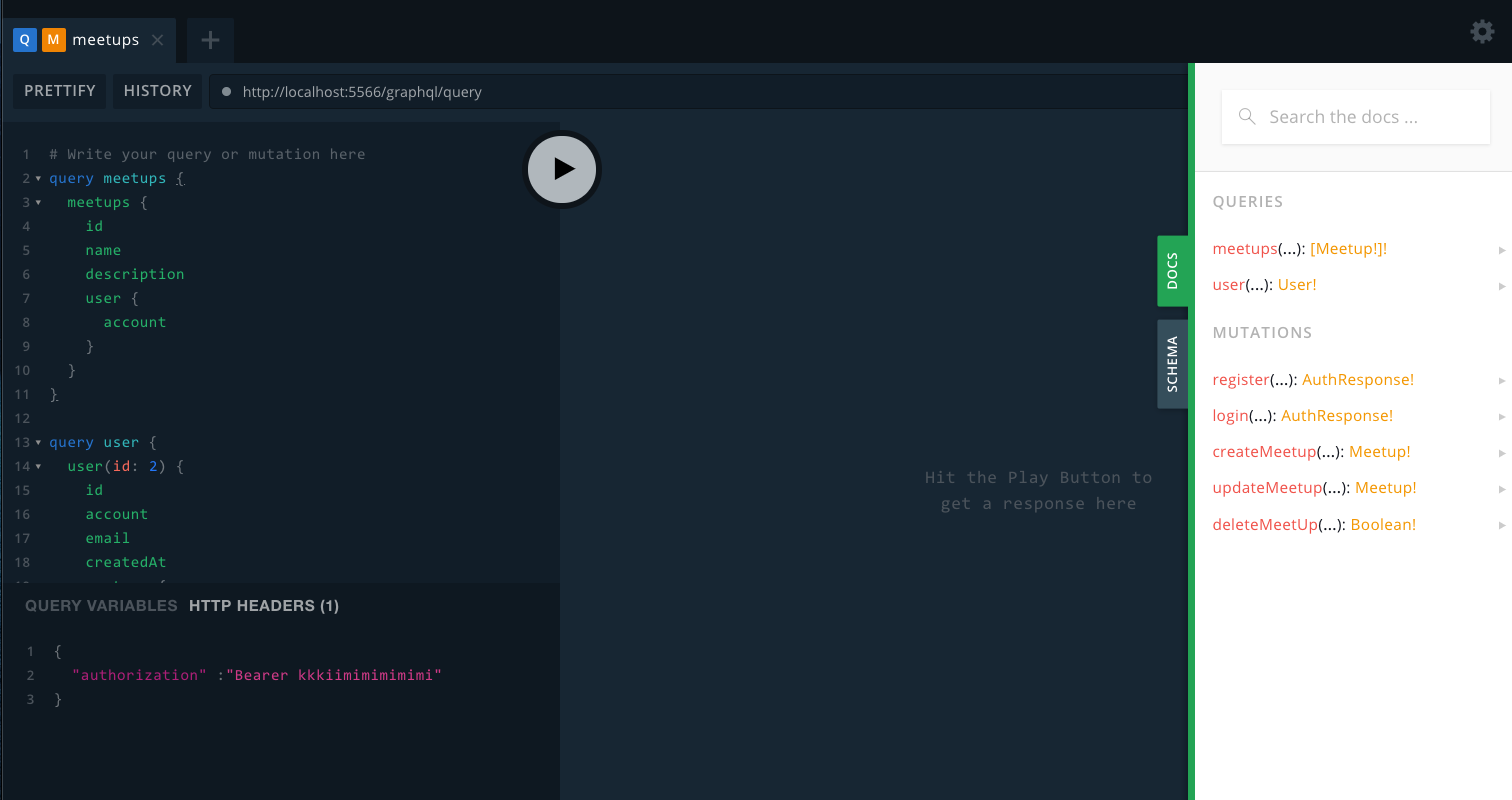 Q M meetups
PRETTIFY HISTORY http://localhost:5566/graphql/query
1 # Write your query or mutation here
2 query meetups {
3 meetups {
4 id
5 name
6 description
7 user {
8 account
9 }
10 }
11 }
12
13 query user {
14 user(id: 2) {
15 id
16 account
17 email
18 createdAt
QUERY VARIABLES HTTP HEADERS (1)
1 {
2 "authorization" :"Bearer kkkiimimimimimi"
3 }
Hit the Play Button to
get a response here
DOCS
SCHEMA
Search the docs ...
QUERIES
meetups(...): [Meetup!]!
user(...): User!
MUTATIONS
register(...): AuthResponse!
login(...): AuthResponse!
createMeetup(...): Meetup!
updateMeetup(...): Meetup!
deleteMeetUp(...): Boolean!